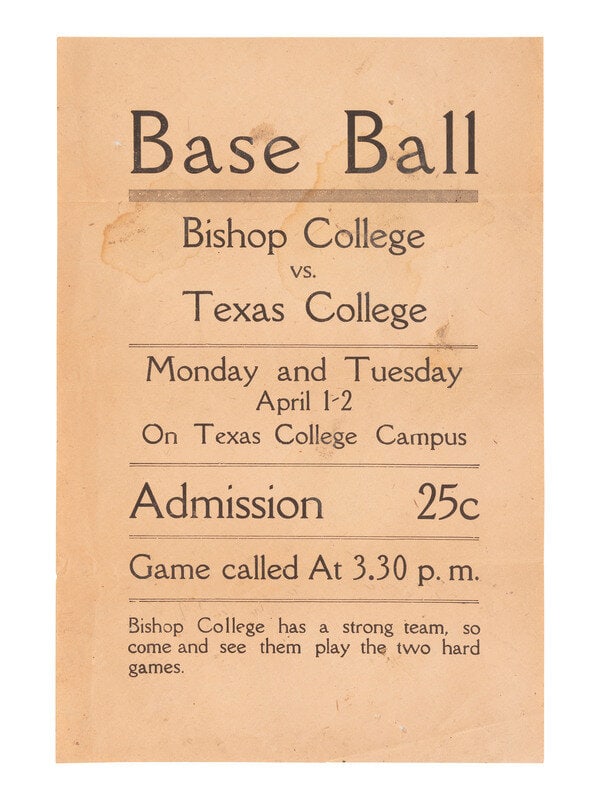 Base Ball
Bishop College
vs.
Texas College
Monday and Tuesday
April 1-2
On Texas College Campus
Admission 25c
Game called At 3.30 p. m.
Bishop College has a strong team, so
come and see them play the two hard
games.